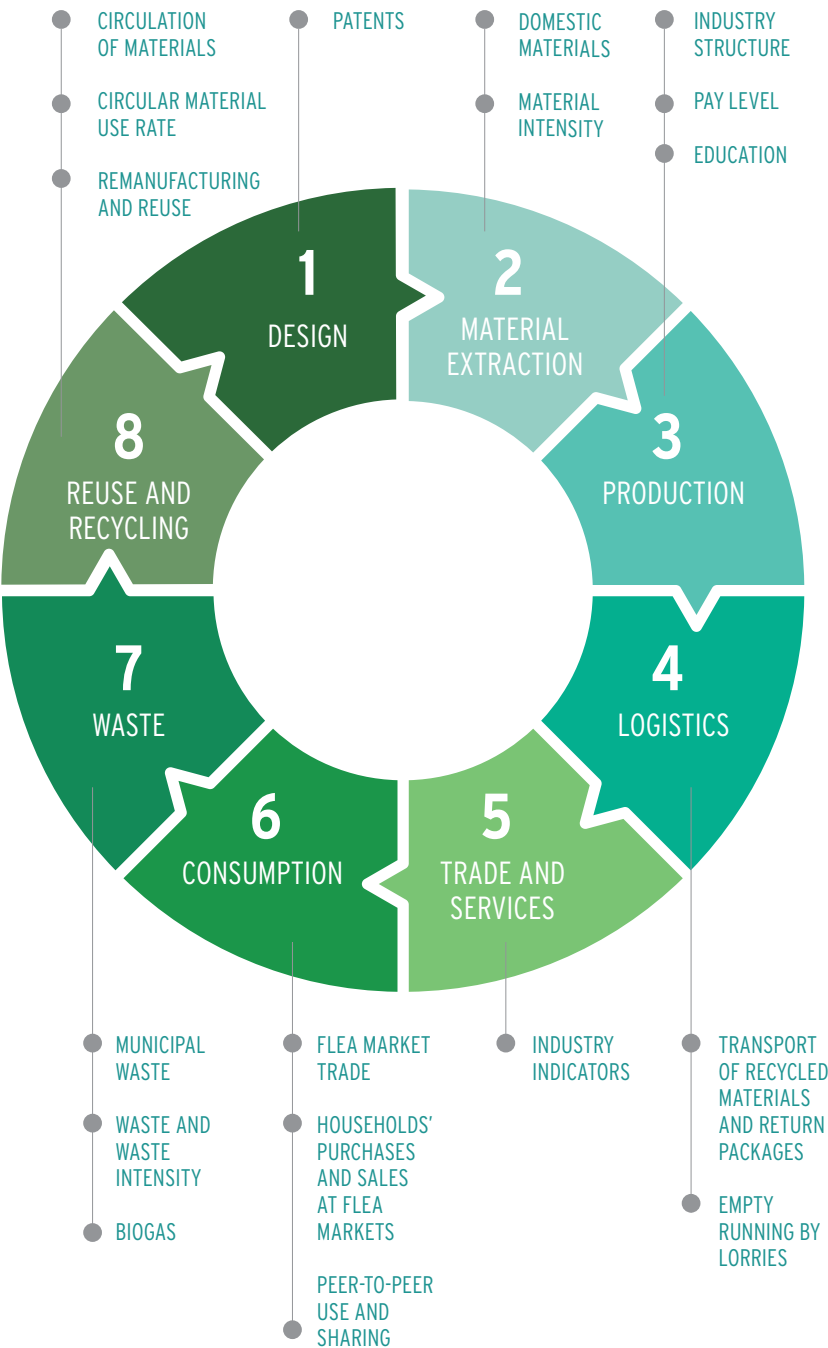 CIRCULATION
OF MATERIALS
CIRCULAR MATERIAL
USE RATE
REMANUFACTURING
AND REUSE
PATENTS
DOMESTIC
MATERIALS
MATERIAL
INTENSITY
INDUSTRY
STRUCTURE
PAY LEVEL
EDUCATION
1
DESIGN
2
MATERIAL
EXTRACTION
3
PRODUCTION
4
LOGISTICS
5
TRADE AND
SERVICES
6
CONSUMPTION
7
WASTE
8
REUSE AND
RECYCLING
MUNICIPAL
WASTE
WASTE AND
WASTE
INTENSITY
BIOGAS
FLEA MARKET
TRADE
HOUSEHOLDS’
PURCHASES
AND SALES
AT FLEA
MARKETS
PEER-TO-PEER
USE AND
SHARING
INDUSTRY
INDICATORS
TRANSPORT
OF RECYCLED
MATERIALS
AND RETURN
PACKAGES
EMPTY
RUNNING BY
LORRIES